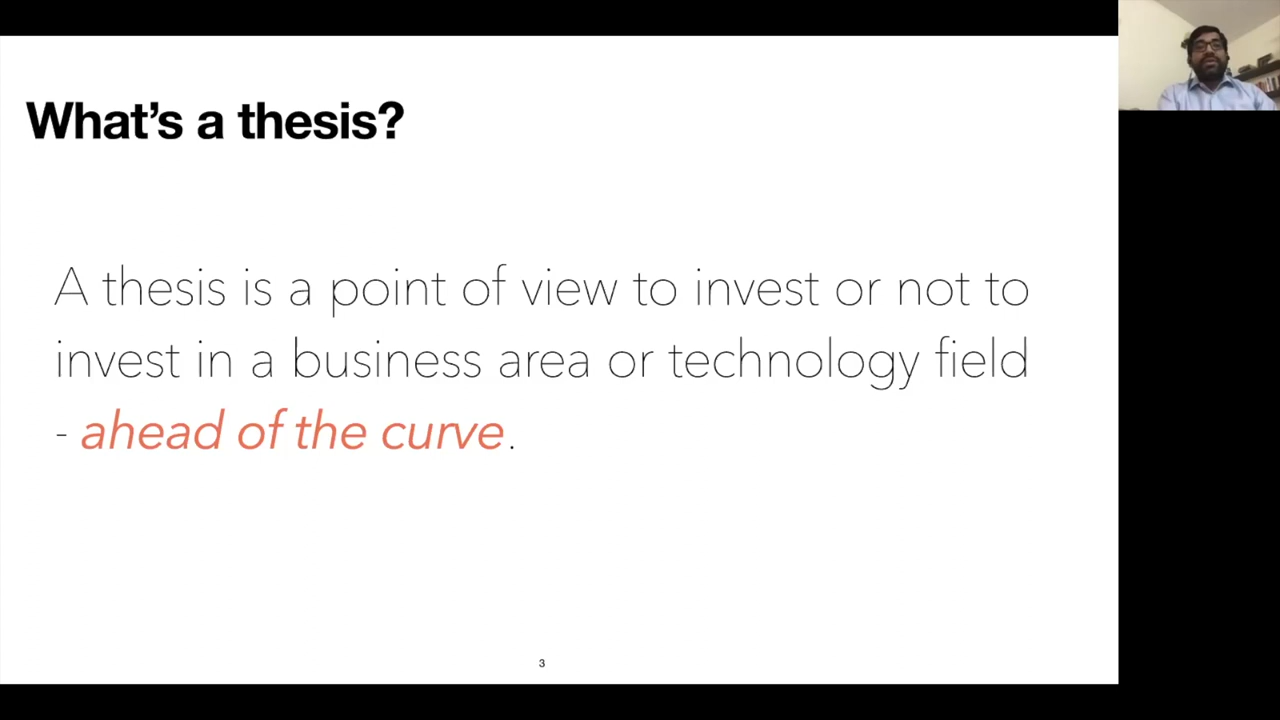 What's a thesis?
A thesis is a point of view to invest or not to
invest in a business area or technology field
- ahead of the curve.
3